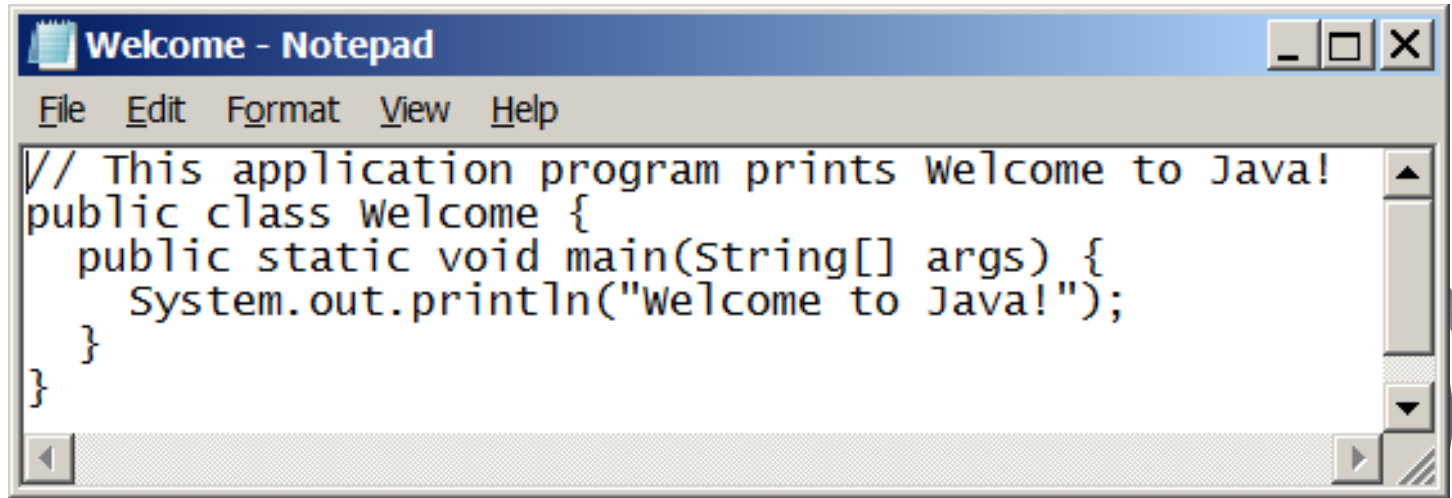 Welcome - Notepad
File Edit Format View Help
// This application program prints Welcome to Java!
public class Welcome {
  public static void main(String[] args) {
    System.out.println("Welcome to Java!");
  }
}